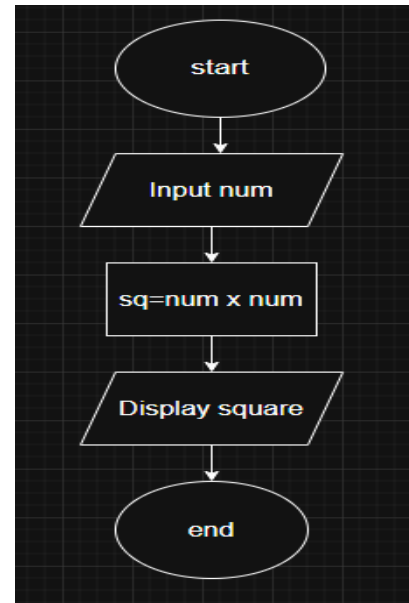 start
Input num
sq=num x num
Display square
end